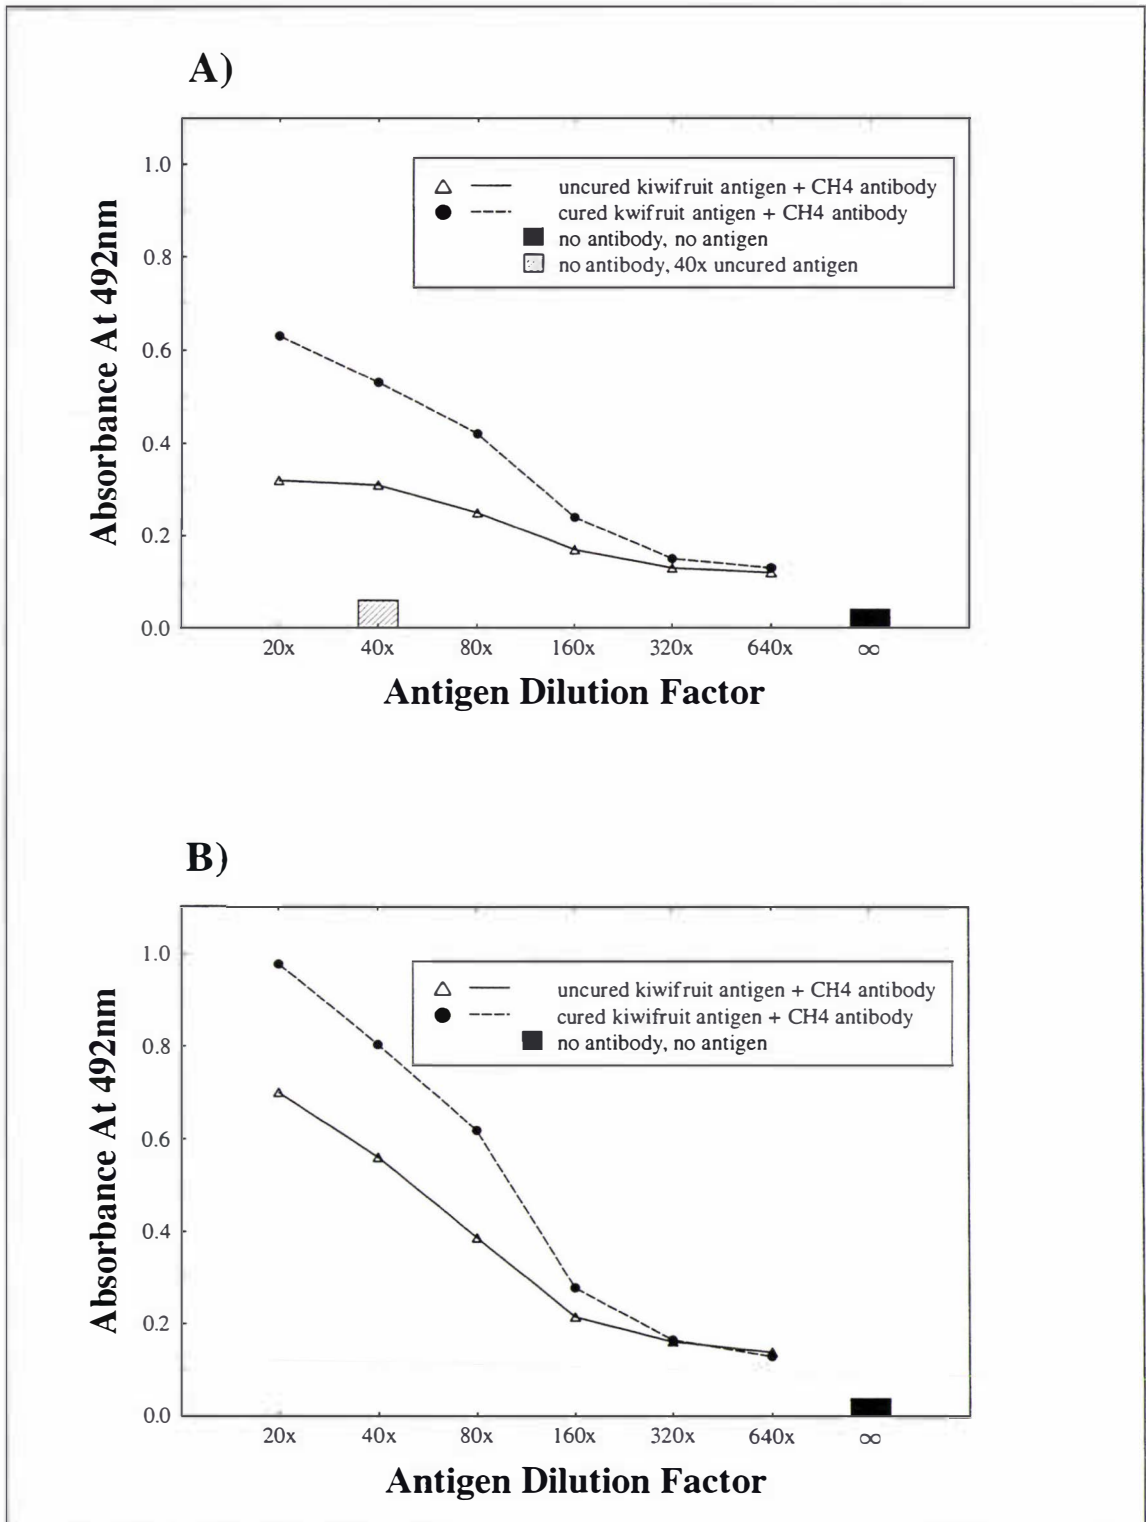 A)
Absorbance At 492nm
1.0
0.8
0.6
0.4
0.2
0.0
uncured kiwifruit antigen + CH4 antibody
cured kwifruit antigen + CH4 antibody
no antibody, no antigen
no antibody, 40x uncured antigen
20x 40x 80x 160x 320x 640x ∞
Antigen Dilution Factor
B)
Absorbance At 492nm
1.0
0.8
0.6
0.4
0.2
0.0
uncured kiwifruit antigen + CH4 antibody
cured kiwifruit antigen + CH4 antibody
no antibody, no antigen
20x 40x 80x 160x 320x 640x ∞
Antigen Dilution Factor